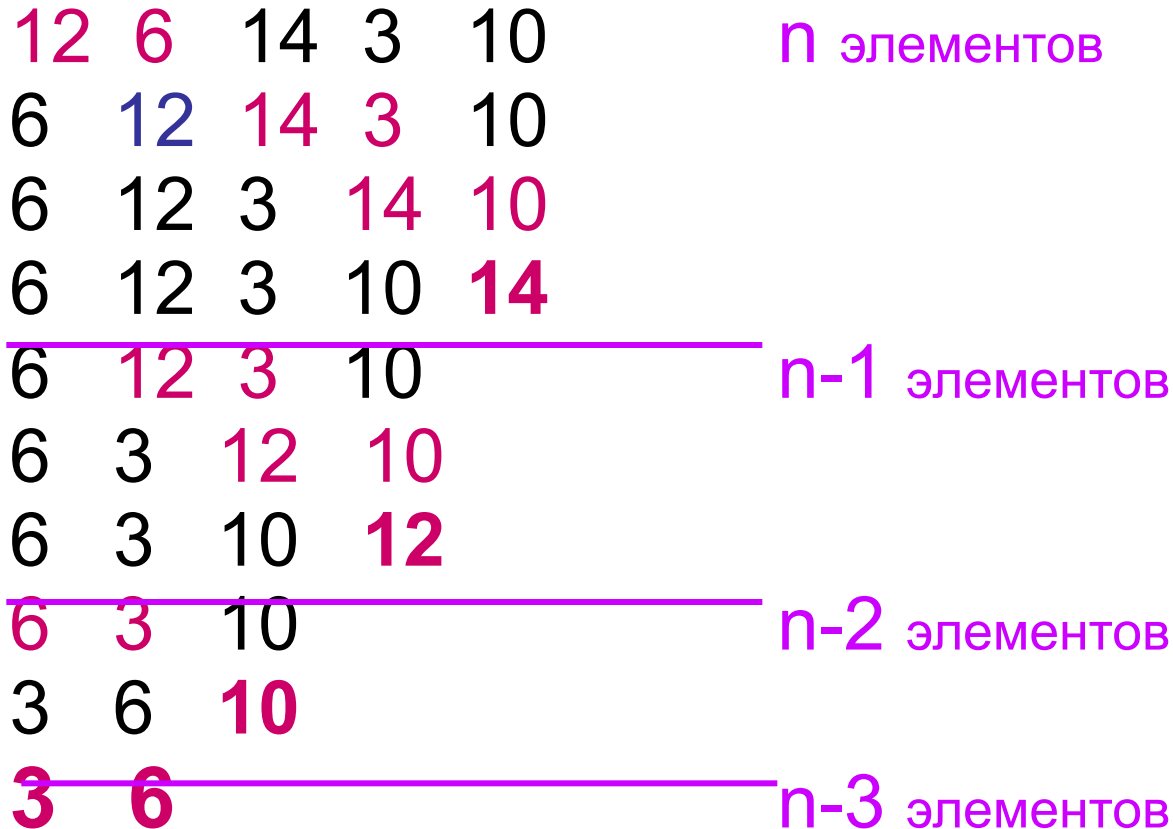 12 6 14 3 10 n элементов
6 12 14 3 10
6 12 3 14 10
6 12 3 10 14
6 12 3 10 n-1 элементов
6 3 12 10
6 3 10 12
6 3 10 n-2 элементов
3 6 10
3 6 n-3 элементов